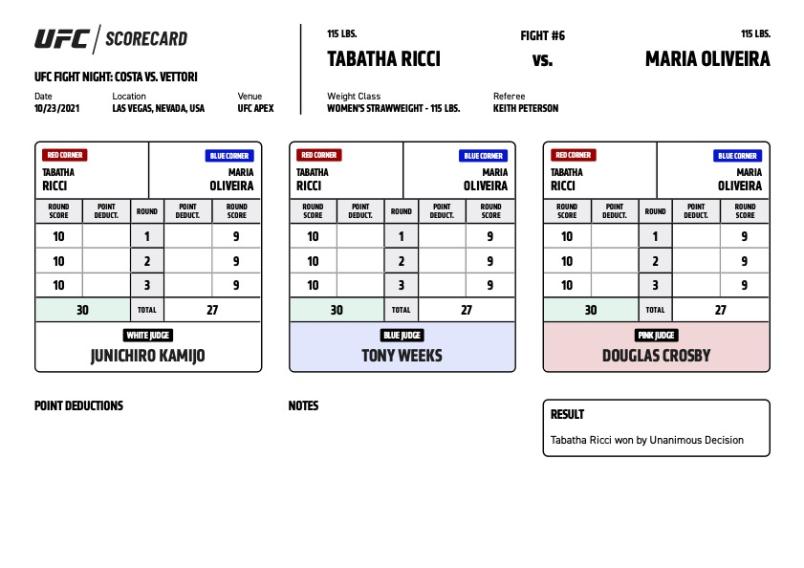 UFC / SCORECARD
UFC FIGHT NIGHT: COSTA VS. VETTORI
Date Location Venue
10/23/2021 LAS VEGAS, NEVADA, USA UFC APEX
115 LBS. FIGHT #6 115 LBS.
TABATHA RICCI VS. MARIA OLIVEIRA
Weight Class Referee
WOMEN'S STRAWWEIGHT - 115 LBS. KEITH PETERSON
RED CORNER BLUE CORNER
TABATHA MARIA
RICCI OLIVEIRA
ROUND POINT ROUND POINT ROUND
SCORE DEDUCT. DEDUCT. SCORE
10 1 9
10 2 9
10 3 9
30 TOTAL 27
WHITE JUDGE
JUNICHIRO KAMIJO
RED CORNER BLUE CORNER
TABATHA MARIA
RICCI OLIVEIRA
ROUND POINT ROUND POINT ROUND
SCORE DEDUCT. DEDUCT. SCORE
10 1 9
10 2 9
10 3 9
30 TOTAL 27
BLUE JUDGE
TONY WEEKS
RED CORNER BLUE CORNER
TABATHA MARIA
RICCI OLIVEIRA
ROUND POINT ROUND POINT ROUND
SCORE DEDUCT. DEDUCT. SCORE
10 1 9
10 2 9
10 3 9
30 TOTAL 27
PINK JUDGE
DOUGLAS CROSBY
POINT DEDUCTIONS
NOTES
RESULT
Tabatha Ricci won by Unanimous Decision